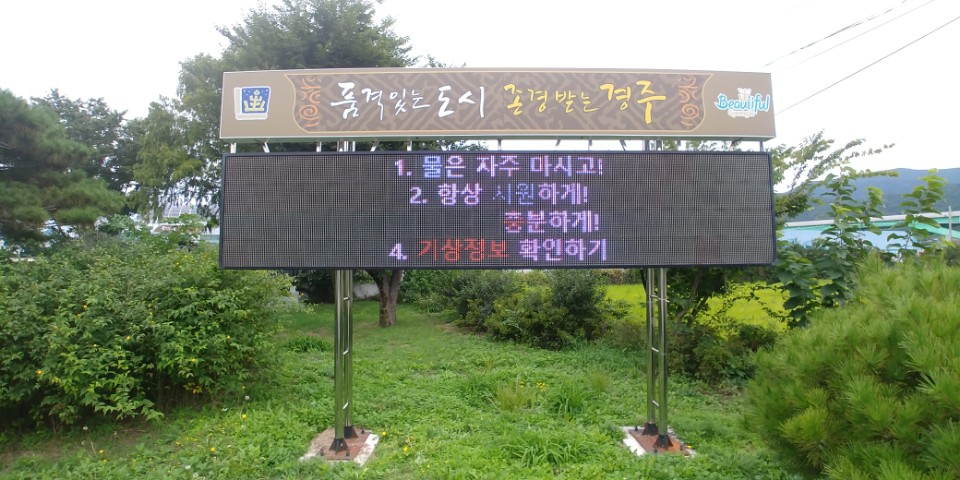 품격있는 도시 존경받는 경주
Beautiful
1. 물은 자주 마시고!
2. 항상 시원하게!
충분하게!
4. 기상정보 확인하기